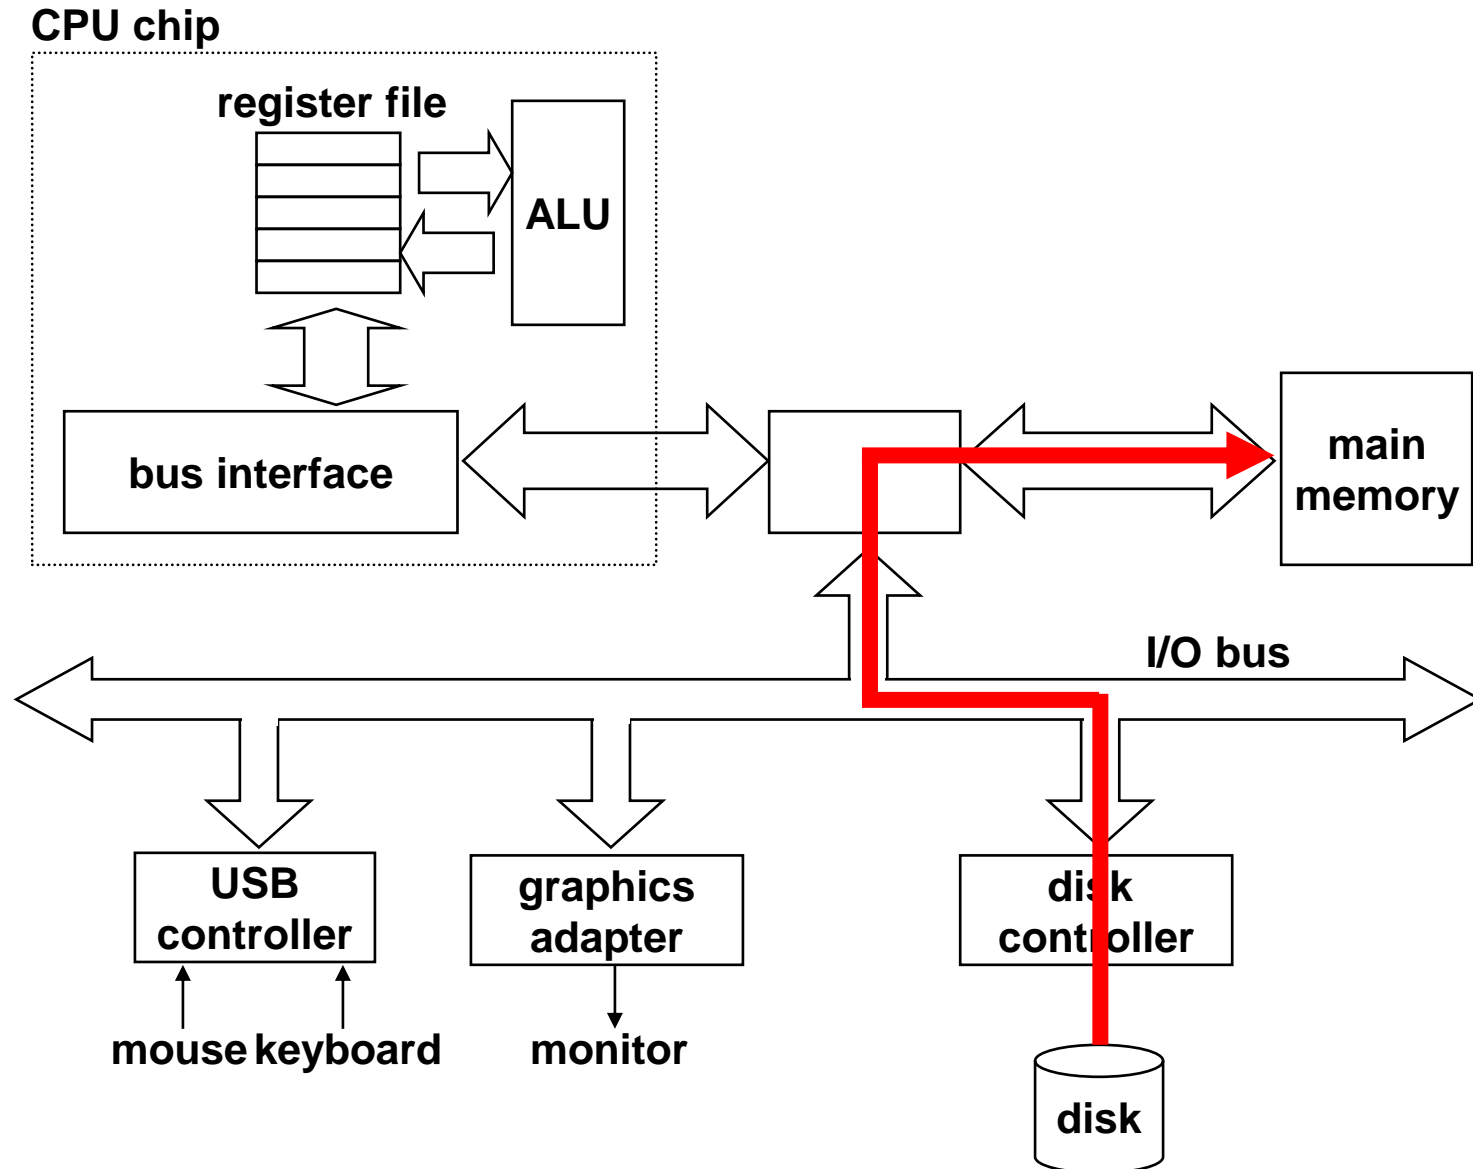 CPU chip
register file
ALU
bus interface
main
memory
I/O bus
USB
controller
graphics
adapter
disk
controller
mouse
keyboard
monitor
disk